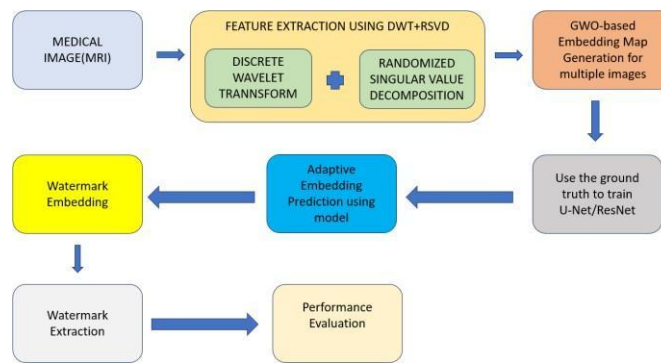 MEDICAL
IMAGE(MRI)
FEATURE EXTRACTION USING DWT+RSVD
DISCRETE
WAVELET
TRANNSFORM
RANDOMIZED
SINGULAR VALUE
DECOMPOSITION
GWO-based
Embedding Map
Generation for
multiple images
Watermark
Embedding
Adaptive
Embedding
Prediction using
model
Use the ground
truth to train
U-Net/ResNet
Watermark
Extraction
Performance
Evaluation